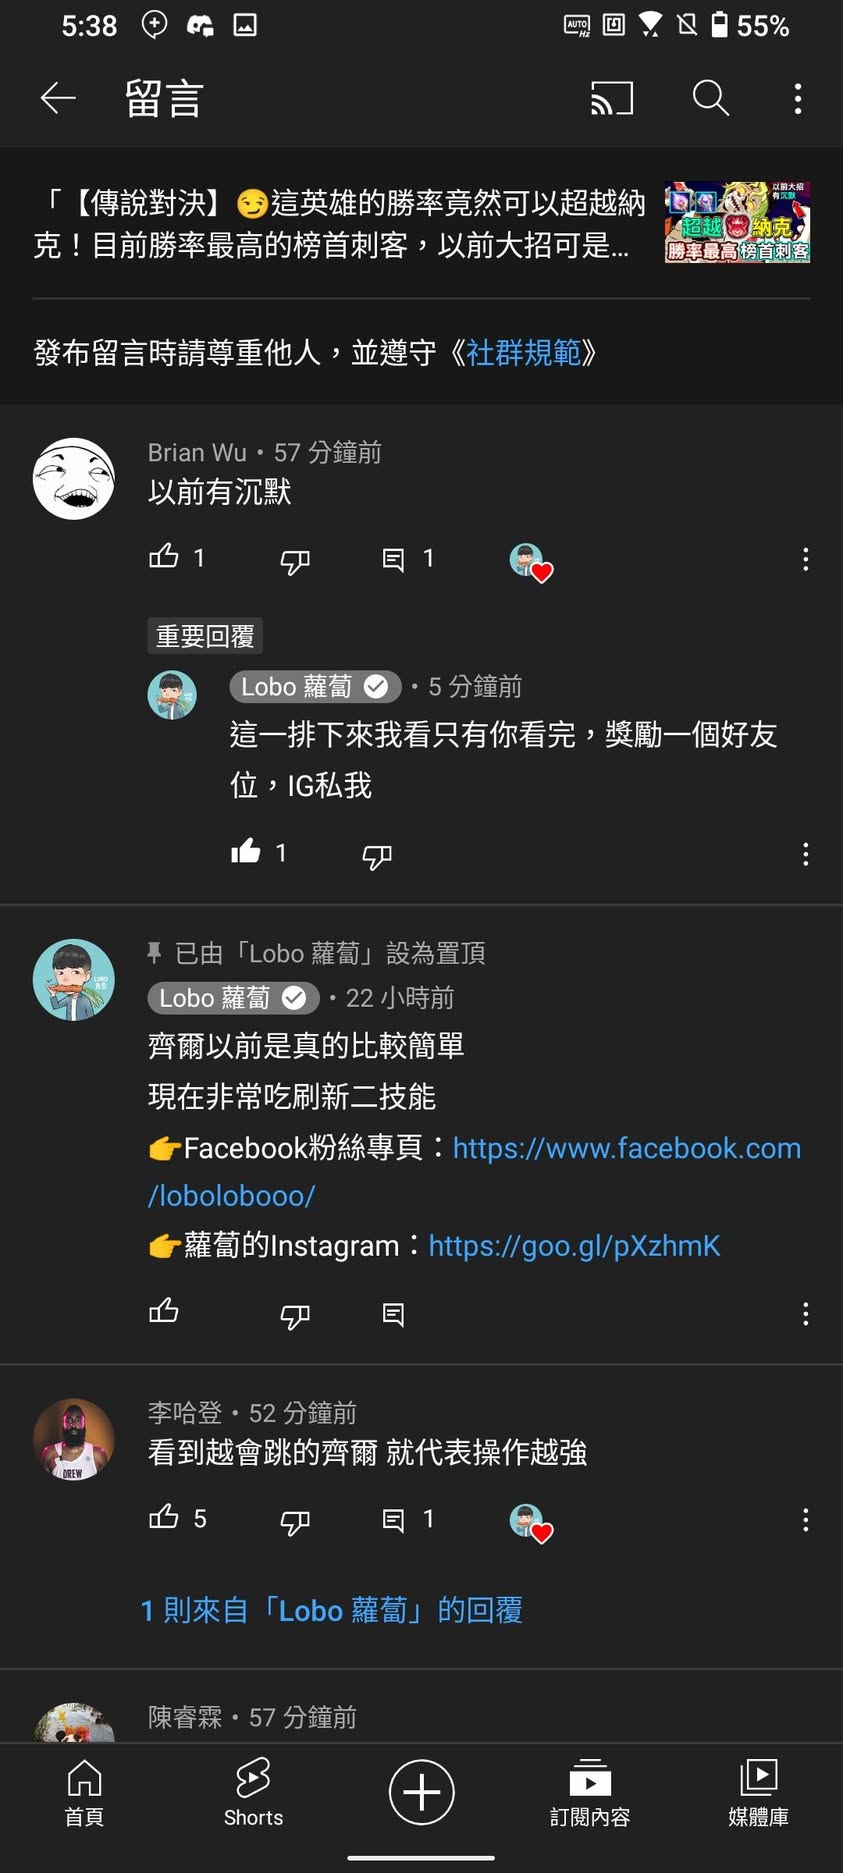 5:38
AUTO
Hz
55%
留言
「【傳說對決】😏這英雄的勝率竟然可以超越納
克！目前勝率最高的榜首刺客，以前大招可是...
以前大招
有沉默
超越 納克
勝率最高 榜首刺客
發布留言時請尊重他人，並遵守《社群規範》
Brian Wu • 57 分鐘前
以前有沉默
1
1
重要回覆
Lobo 蘿蔔 • 5 分鐘前
這一排下來我看只有你看完，獎勵一個好友
位，IG私我
1
已由「Lobo 蘿蔔」設為置頂
Lobo 蘿蔔 • 22 小時前
齊爾以前是真的比較簡單
現在非常吃刷新二技能
👉Facebook粉絲專頁：https://www.facebook.com
/lobolobooo/
👉蘿蔔的Instagram：https://goo.gl/pXzhmK
李哈登 • 52 分鐘前
看到越會跳的齊爾 就代表操作越強
DREW
5
1
1 則來自「Lobo 蘿蔔」的回覆
陳睿霖 • 57 分鐘前
首頁
Shorts
訂閱內容
媒體庫